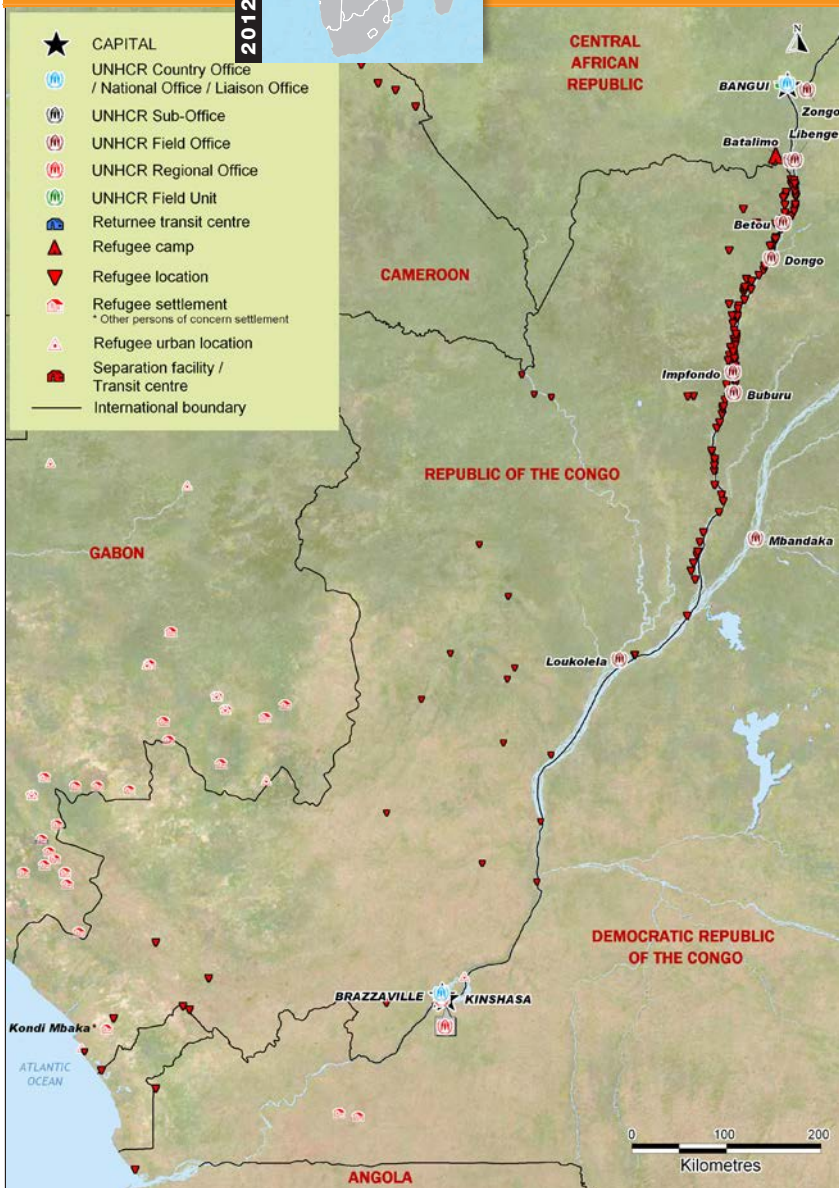 2012
CAPITAL
UNHCR Country Office
/ National Office / Liaison Office
UNHCR Sub-Office
UNHCR Field Office
UNHCR Regional Office
UNHCR Field Unit
Returnee transit centre
Refugee camp
Refugee location
Refugee settlement
* Other persons of concern settlement
Refugee urban location
Separation facility /
Transit centre
International boundary
CENTRAL
AFRICAN
REPUBLIC
N
BANGUI
Zongo
Libenge
Batalimo
Betou
Dongo
CAMEROON
Impfondo
Buburu
REPUBLIC OF THE CONGO
GABON
Mbandaka
Loukolela
DEMOCRATIC REPUBLIC
OF THE CONGO
BRAZZAVILLE
KINSHASA
Kondi Mbaka*
ATLANTIC
OCEAN
0 100 200
Kilometres
ANGOLA